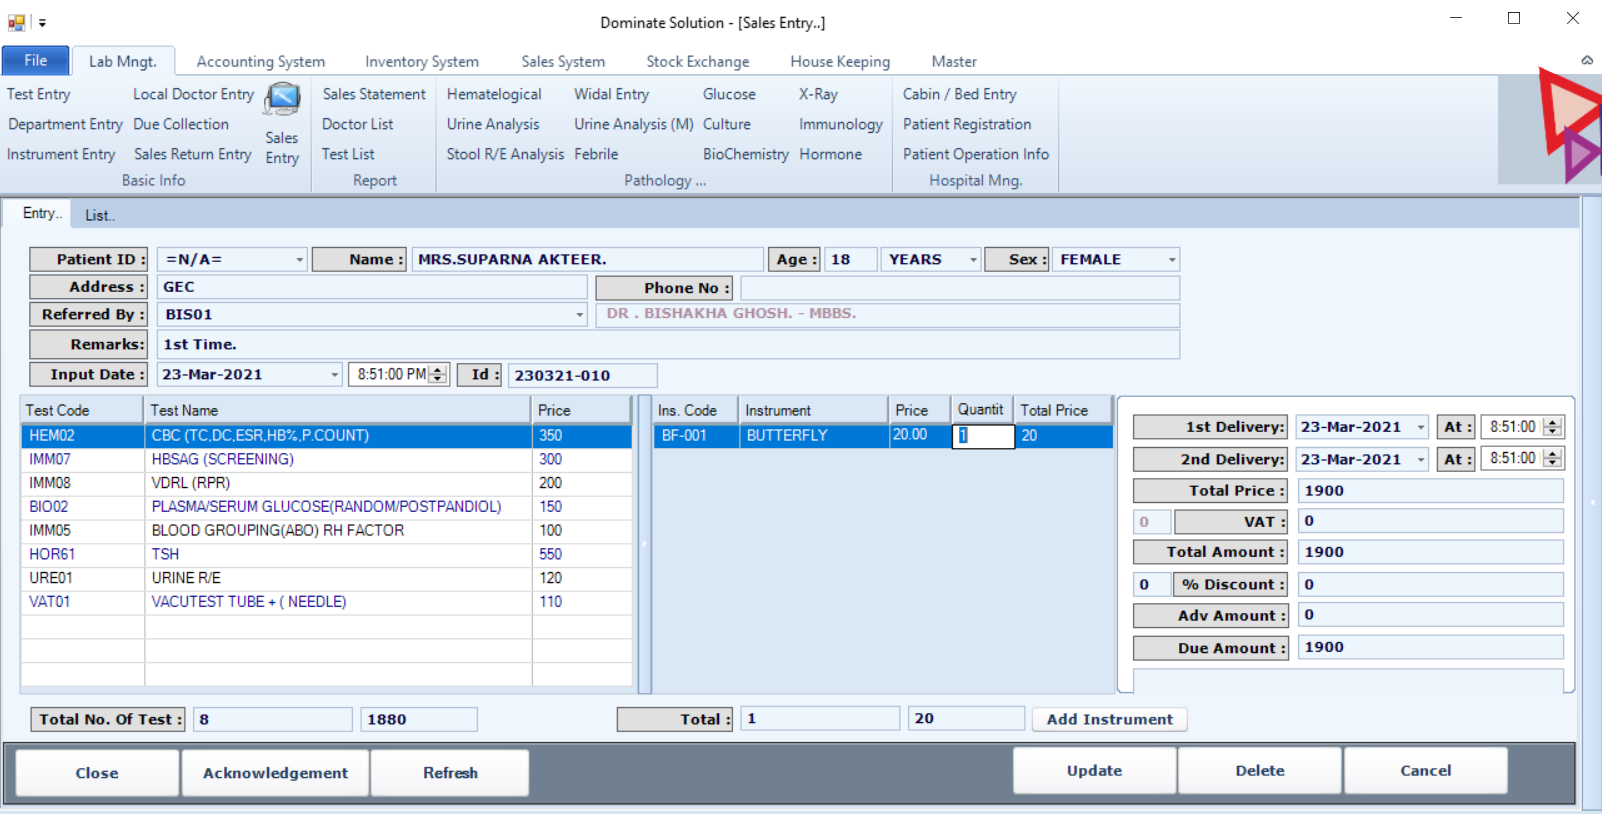 Dominate Solution - [Sales Entry..]
File Lab Mngt. Accounting System Inventory System Sales System Stock Exchange House Keeping Master
Test Entry Local Doctor Entry Sales Statement Hematelogical Widal Entry Glucose X-Ray Cabin / Bed Entry
Department Entry Due Collection Sales Entry Doctor List Urine Analysis Urine Analysis (M) Culture Immunology Patient Registration
Instrument Entry Sales Return Entry Test List Stool R/E Analysis Febrile BioChemistry Hormone Patient Operation Info
Basic Info Report Pathology ... Hospital Mng.
Entry.. List..
Patient ID : =N/A= Name : MRS.SUPARNA AKTEER. Age : 18 YEARS Sex : FEMALE
Address : GEC Phone No :
Referred By : BIS01 DR . BISHAKHA GHOSH. - MBBS.
Remarks: 1st Time.
Input Date : 23-Mar-2021 8:51:00 PM Id : 230321-010
Test Code Test Name Price
HEM02 CBC (TC,DC,ESR,HB%,P.COUNT) 350
IMM07 HBSAG (SCREENING) 300
IMM08 VDRL (RPR) 200
BIO02 PLASMA/SERUM GLUCOSE(RANDOM/POSTPANDIOL) 150
IMM05 BLOOD GROUPING(ABO) RH FACTOR 100
HOR61 TSH 550
URE01 URINE R/E 120
VAT01 VACUTEST TUBE + ( NEEDLE) 110
Ins. Code Instrument Price Quantit Total Price
BF-001 BUTTERFLY 20.00 1 20
1st Delivery: 23-Mar-2021 At : 8:51:00
2nd Delivery: 23-Mar-2021 At : 8:51:00
Total Price : 1900
0 VAT : 0
Total Amount : 1900
0 % Discount : 0
Adv Amount : 0
Due Amount : 1900
Total No. Of Test : 8 1880 Total : 1 20 Add Instrument
Close Acknowledgement Refresh Update Delete Cancel